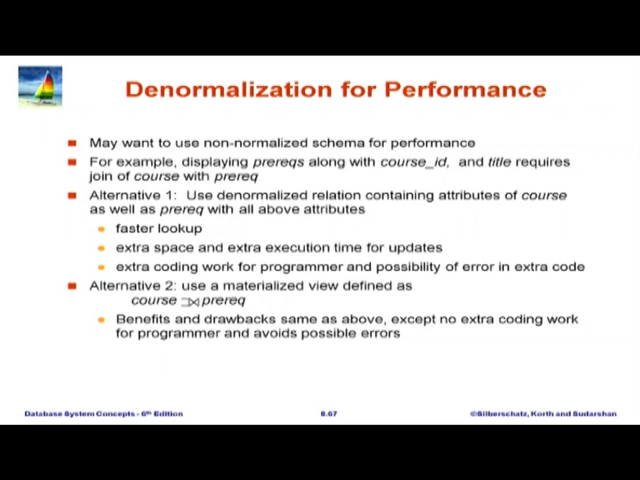 Denormalization for Performance
May want to use non-normalized schema for performance
For example, displaying prereqs along with course_id, and title requires
join of course with prereq
Alternative 1: Use denormalized relation containing attributes of course
as well as prereq with all above attributes
faster lookup
extra space and extra execution time for updates
extra coding work for programmer and possibility of error in extra code
Alternative 2: use a materialized view defined as
course ⟕ prereq
Benefits and drawbacks same as above, except no extra coding work
for programmer and avoids possible errors
Database System Concepts - 6th Edition
8.67
©Silberschatz, Korth and Sudarshan